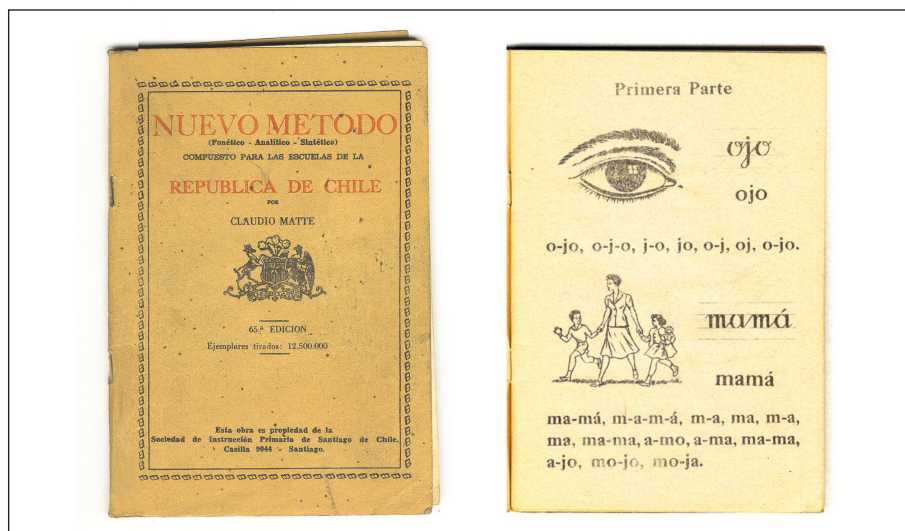 NUEVO METODO
(Fonético - Analítico - Sintético)
COMPUESTO PARA LAS ESCUELAS DE LA
REPUBLICA DE CHILE
POR
CLAUDIO MATTE
65.ª EDICION
Ejemplares tirados: 12.500.000
Esta obra es propiedad de la
Sociedad de Instrucción Primaria de Santiago de Chile.
Casilla 9044 - Santiago.
Primera Parte
ojo
ojo
o-jo, o-j-o, j-o, jo, o-j, oj, o-jo.
mamá
mamá
ma-má, m-a-m-á, m-a, ma, m-a,
ma, ma-ma, a-mo, a-ma, ma-ma,
a-jo, mo-jo, mo-ja.